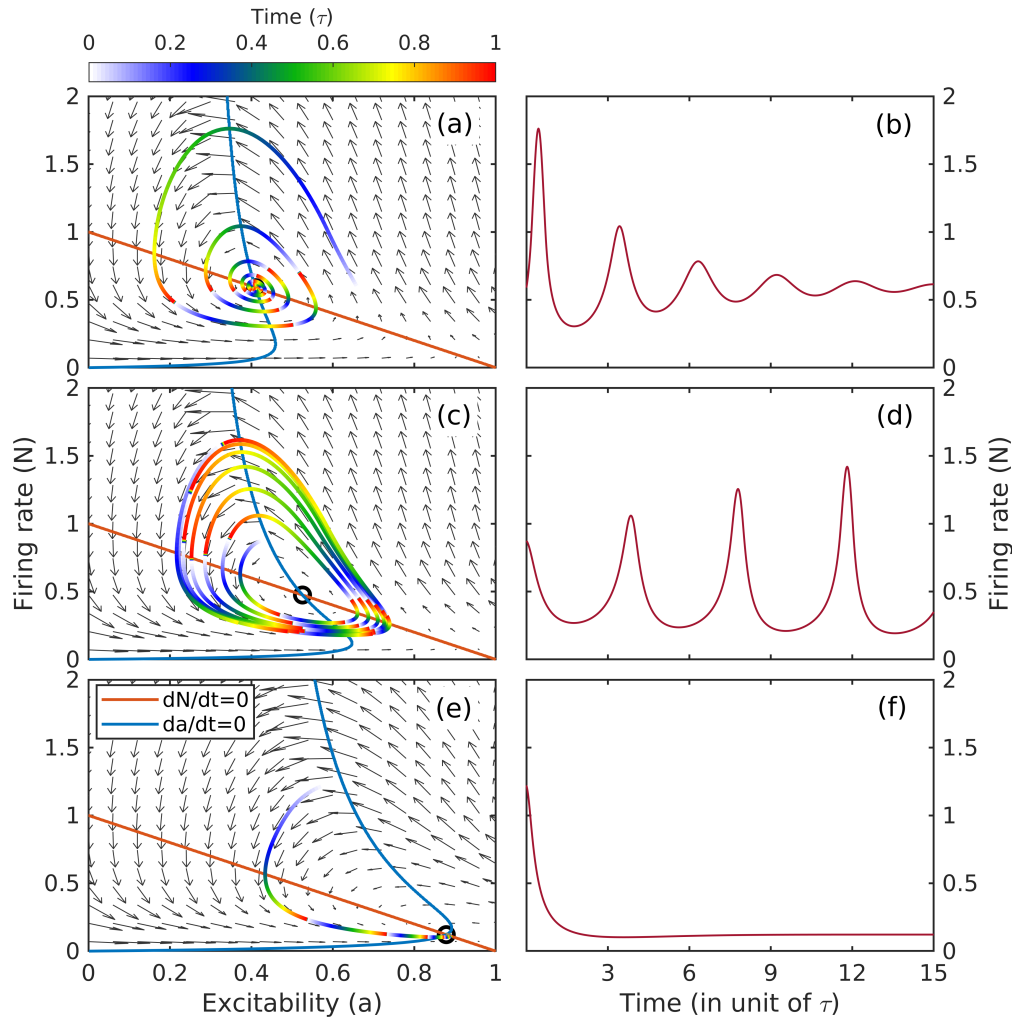 Time (τ)
0 0.2 0.4 0.6 0.8 1
2
1.5
1
0.5
0
(a)
(b)
2
1.5
1
0.5
0
2
1.5
1
0.5
0
(c)
(d)
2
1.5
1
0.5
0
Firing rate (N)
Firing rate (N)
2
1.5
1
0.5
0
dN/dt=0
da/dt=0
(e)
(f)
2
1.5
1
0.5
0
0 0.2 0.4 0.6 0.8 1
3 6 9 12 15
Excitability (a)
Time (in unit of τ)